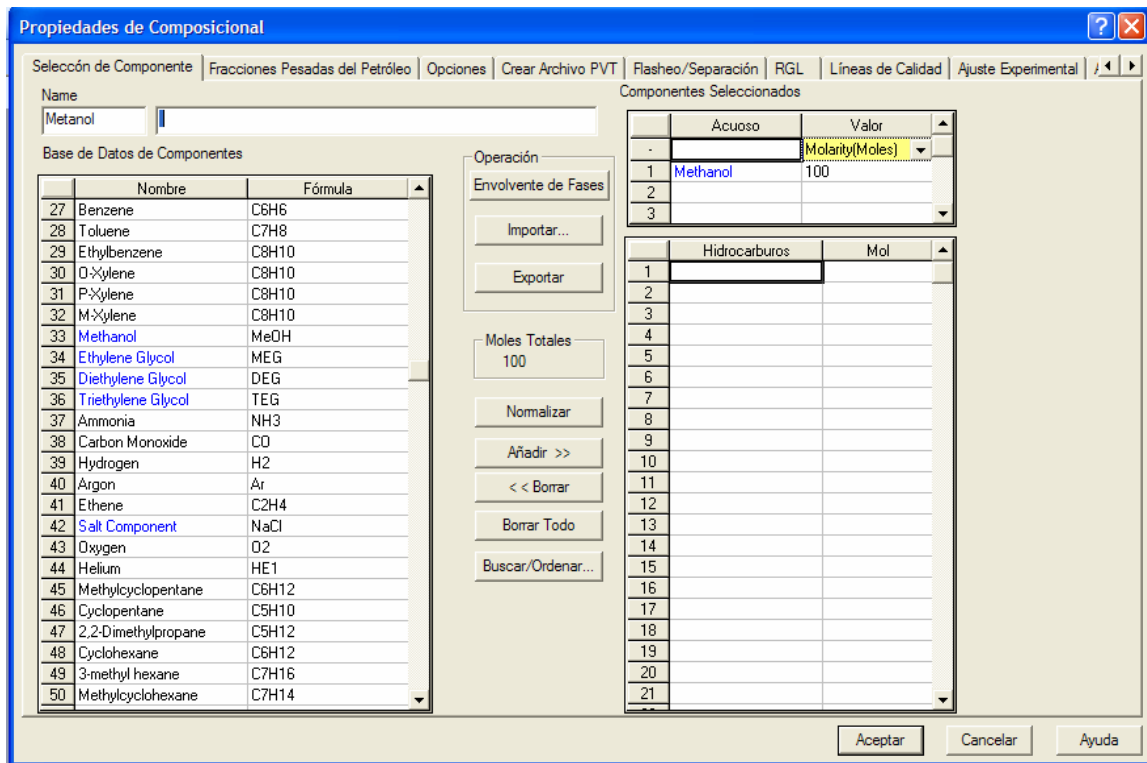 Propiedades de Composicional
Seleccón de Componente Fracciones Pesadas del Petróleo Opciones Crear Archivo PVT Flasheo/Separación RGL Líneas de Calidad Ajuste Experimental
Name
Metanol
Base de Datos de Componentes
Nombre Fórmula
27 Benzene C6H6
28 Toluene C7H8
29 Ethylbenzene C8H10
30 O-Xylene C8H10
31 P-Xylene C8H10
32 M-Xylene C8H10
33 Methanol MeOH
34 Ethylene Glycol MEG
35 Diethylene Glycol DEG
36 Triethylene Glycol TEG
37 Ammonia NH3
38 Carbon Monoxide CO
39 Hydrogen H2
40 Argon Ar
41 Ethene C2H4
42 Salt Component NaCl
43 Oxygen O2
44 Helium HE1
45 Methylcyclopentane C6H12
46 Cyclopentane C5H10
47 2,2-Dimethylpropane C5H12
48 Cyclohexane C6H12
49 3-methyl hexane C7H16
50 Methylcyclohexane C7H14
Operación
Envolvente de Fases
Importar...
Exportar
Moles Totales
100
Normalizar
Añadir >>
<< Borrar
Borrar Todo
Buscar/Ordenar...
Componentes Seleccionados
Acuoso Valor
- Molarity(Moles)
1 Methanol 100
2
3
Hidrocarburos Mol
1
2
3
4
5
6
7
8
9
10
11
12
13
14
15
16
17
18
19
20
21
Aceptar Cancelar Ayuda